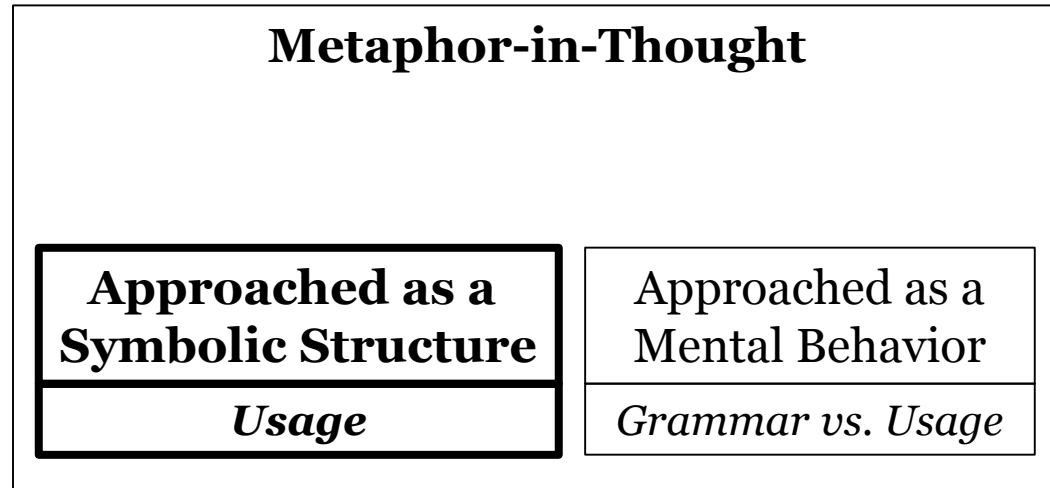 Metaphor-in-Thought
Approached as a
Symbolic Structure
Usage
Approached as a
Mental Behavior
Grammar vs. Usage